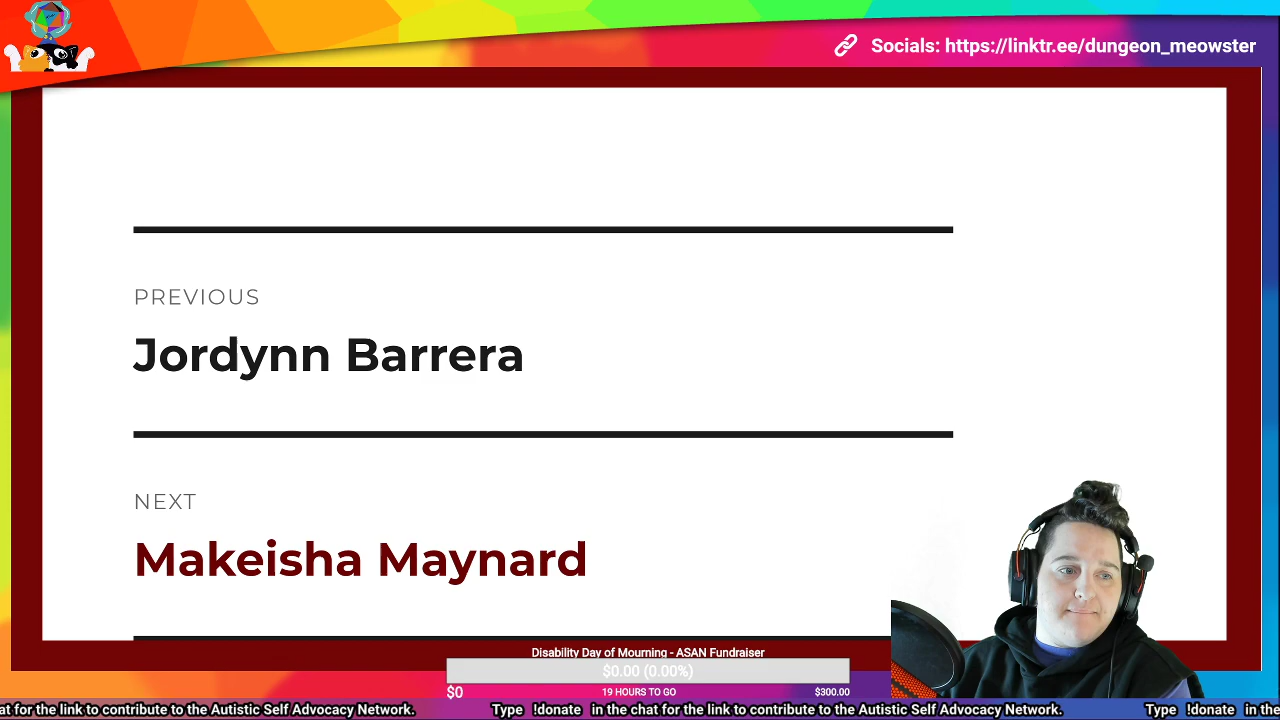 Socials: https://linktr.ee/dungeon_meowster
PREVIOUS
Jordynn Barrera
NEXT
Makeisha Maynard
Disability Day of Mourning - ASAN Fundraiser
$0.00 (0.00%)
$0 19 HOURS TO GO $300.00
at for the link to contribute to the Autistic Self Advocacy Network. Type !donate in the chat for the link to contribute to the Autistic Self Advocacy Network. Type !donate in the